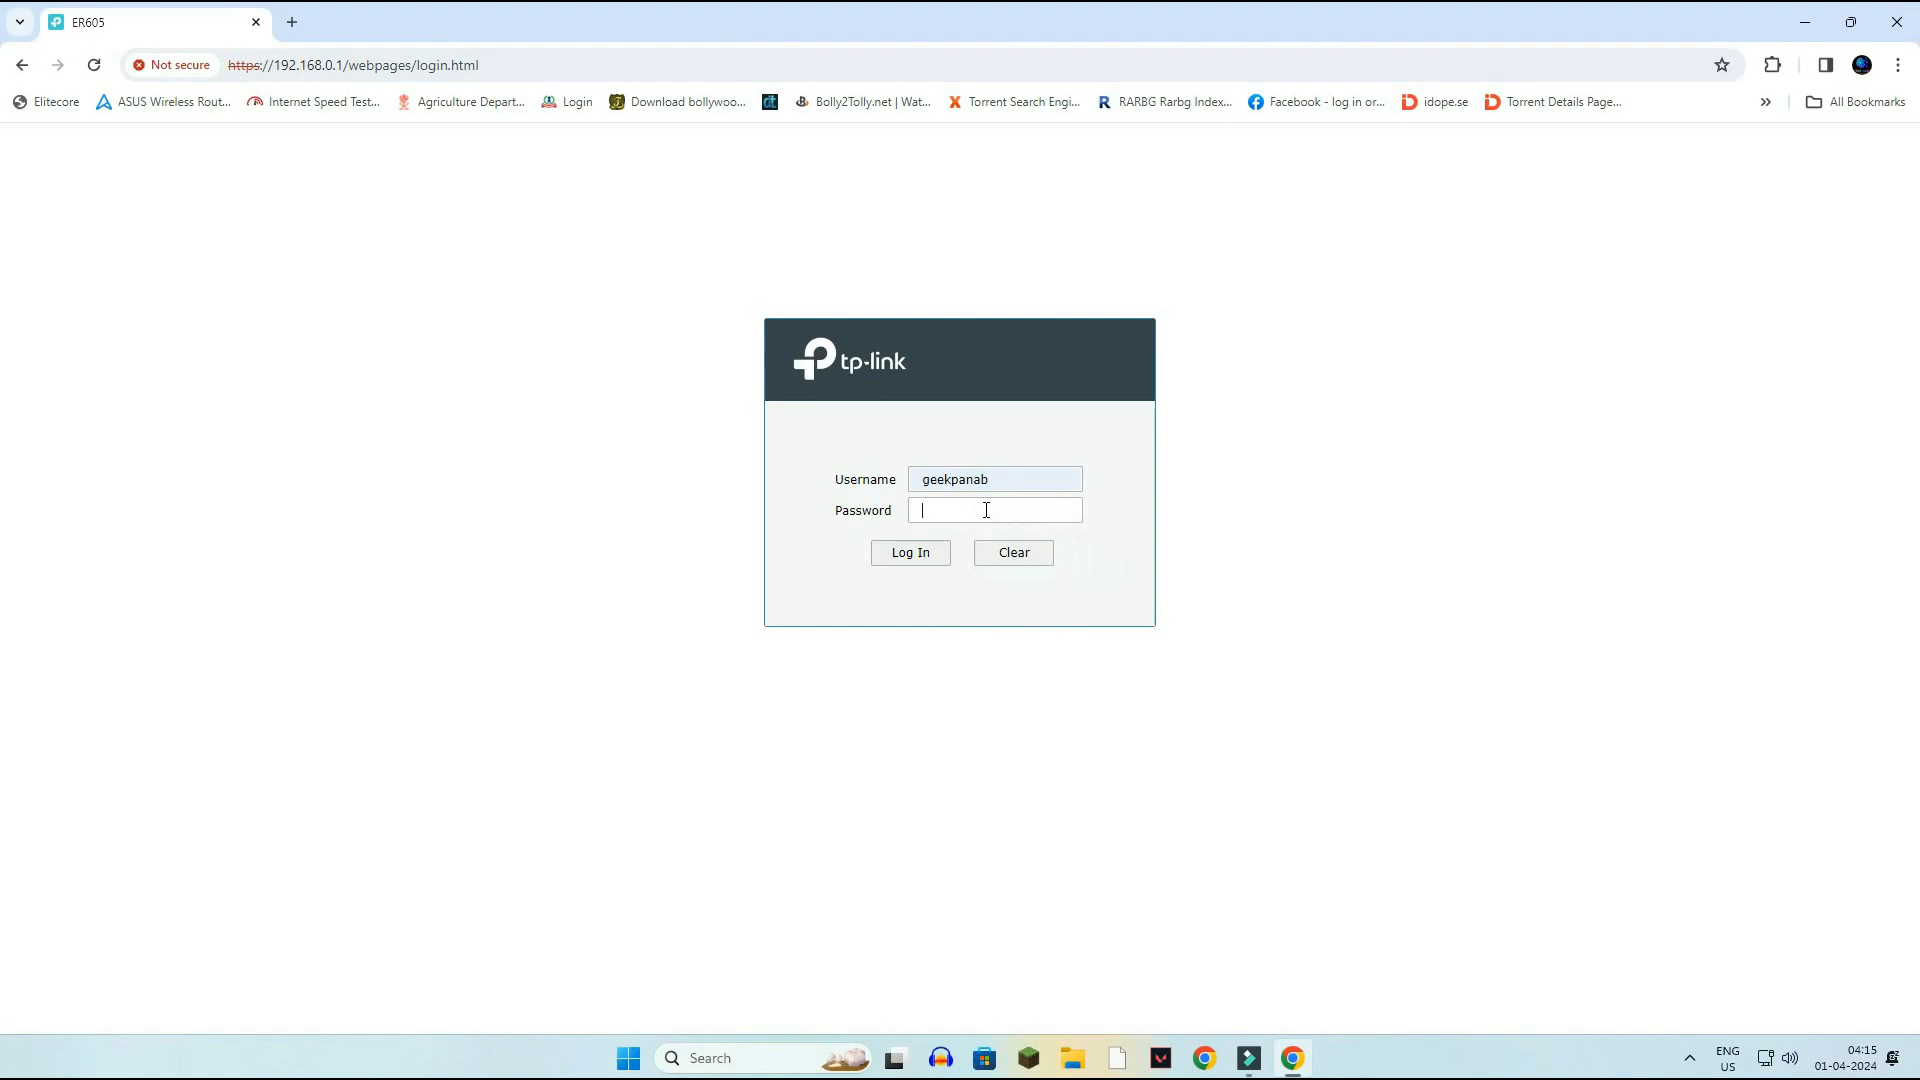 ER605
Not secure https://192.168.0.1/webpages/login.html
Elitecore ASUS Wireless Rout... Internet Speed Test... Agriculture Depart... Login Download bollywoo... Bolly2Tolly.net | Wat... Torrent Search Engi... RARBG Rarbg Index... Facebook - log in or... idope.se Torrent Details Page... » All Bookmarks
tp-link
Username geekpanab
Password
Log In Clear
Search
ENG
US
04:15
01-04-2024